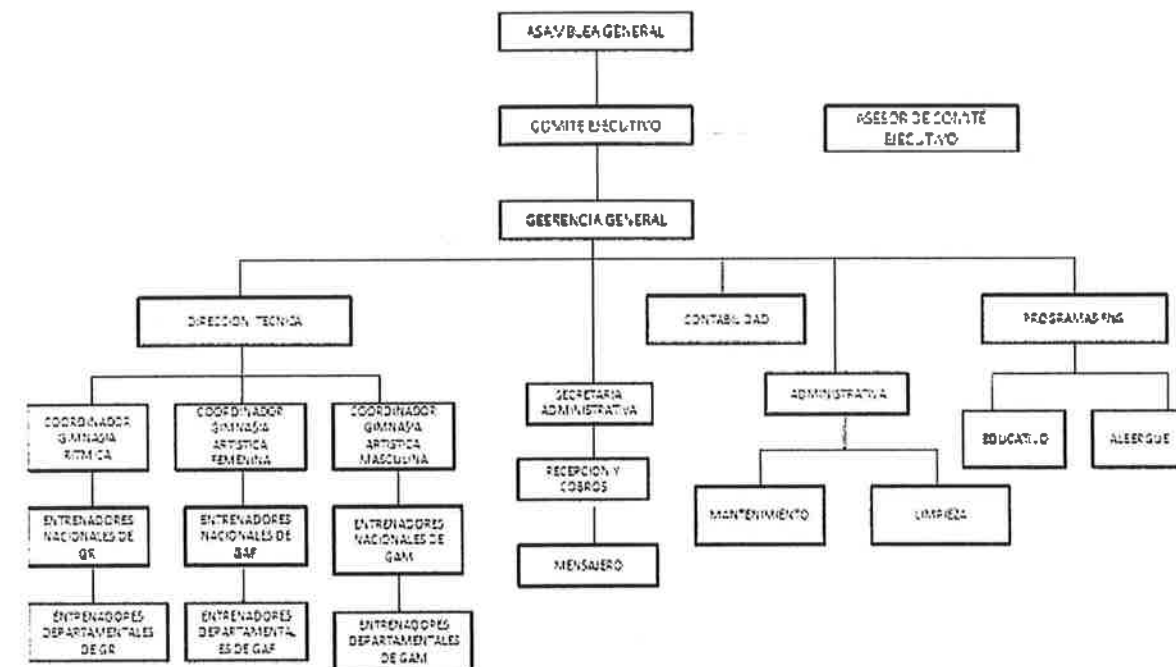 ASAMBLEA GENERAL
COMITE EJECUTIVO
ASESOR DE COMITÉ
EJECUTIVO
GEERENCIA GENERAL
DIRECCION TECNICA
CONTABILIDAD
PROGRAMAS FNG
SECRETARIA
ADMINISTRATIVA
ADMINISTRATIVA
COORDINADOR
GIMNASIA
RITMICA
COORDINADOR
GIMNASIA
ARTISTICA
FEMENINA
COORDINADOR
GIMNASIA
ARTISTICA
MASCULINA
EDUCATIVO
ALBERGUE
RECEPCION Y
COBROS
MANTENIMIENTO
LIMPIEZA
ENTRENADORES
NACIONALES DE
GR
ENTRENADORES
NACIONALES DE
GAF
ENTRENADORES
NACIONALES DE
GAM
MENSAJERO
ENTRENADORES
DEPARTAMENTALES
DE GR
ENTRENADORES
DEPARTAMENTAL
ES DE GAF
ENTRENADORES
DEPARTAMENTALES
DE GAM